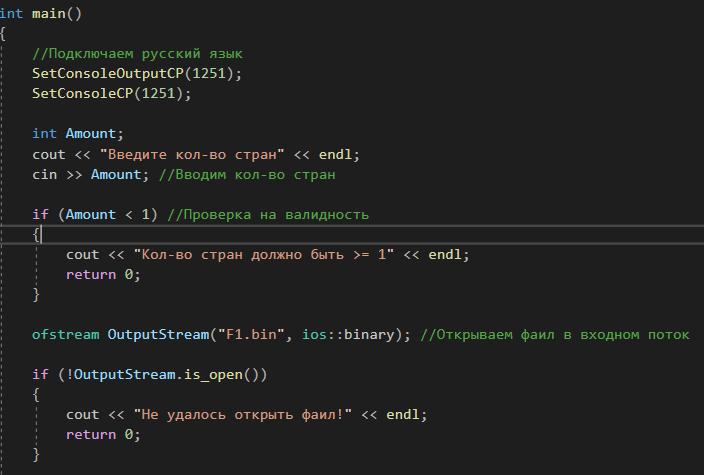 int main()
{
//Подключаем русский язык
SetConsoleOutputCP(1251);
SetConsoleCP(1251);
int Amount;
cout << "Введите кол-во стран" << endl;
cin >> Amount; //Вводим кол-во стран
if (Amount < 1) //Проверка на валидность
{
cout << "Кол-во стран должно быть >= 1" << endl;
return 0;
}
ofstream OutputStream("F1.bin", ios::binary); //Открываем фаил в входном поток
if (!OutputStream.is_open())
{
cout << "Не удалось открыть фаил!" << endl;
return 0;
}